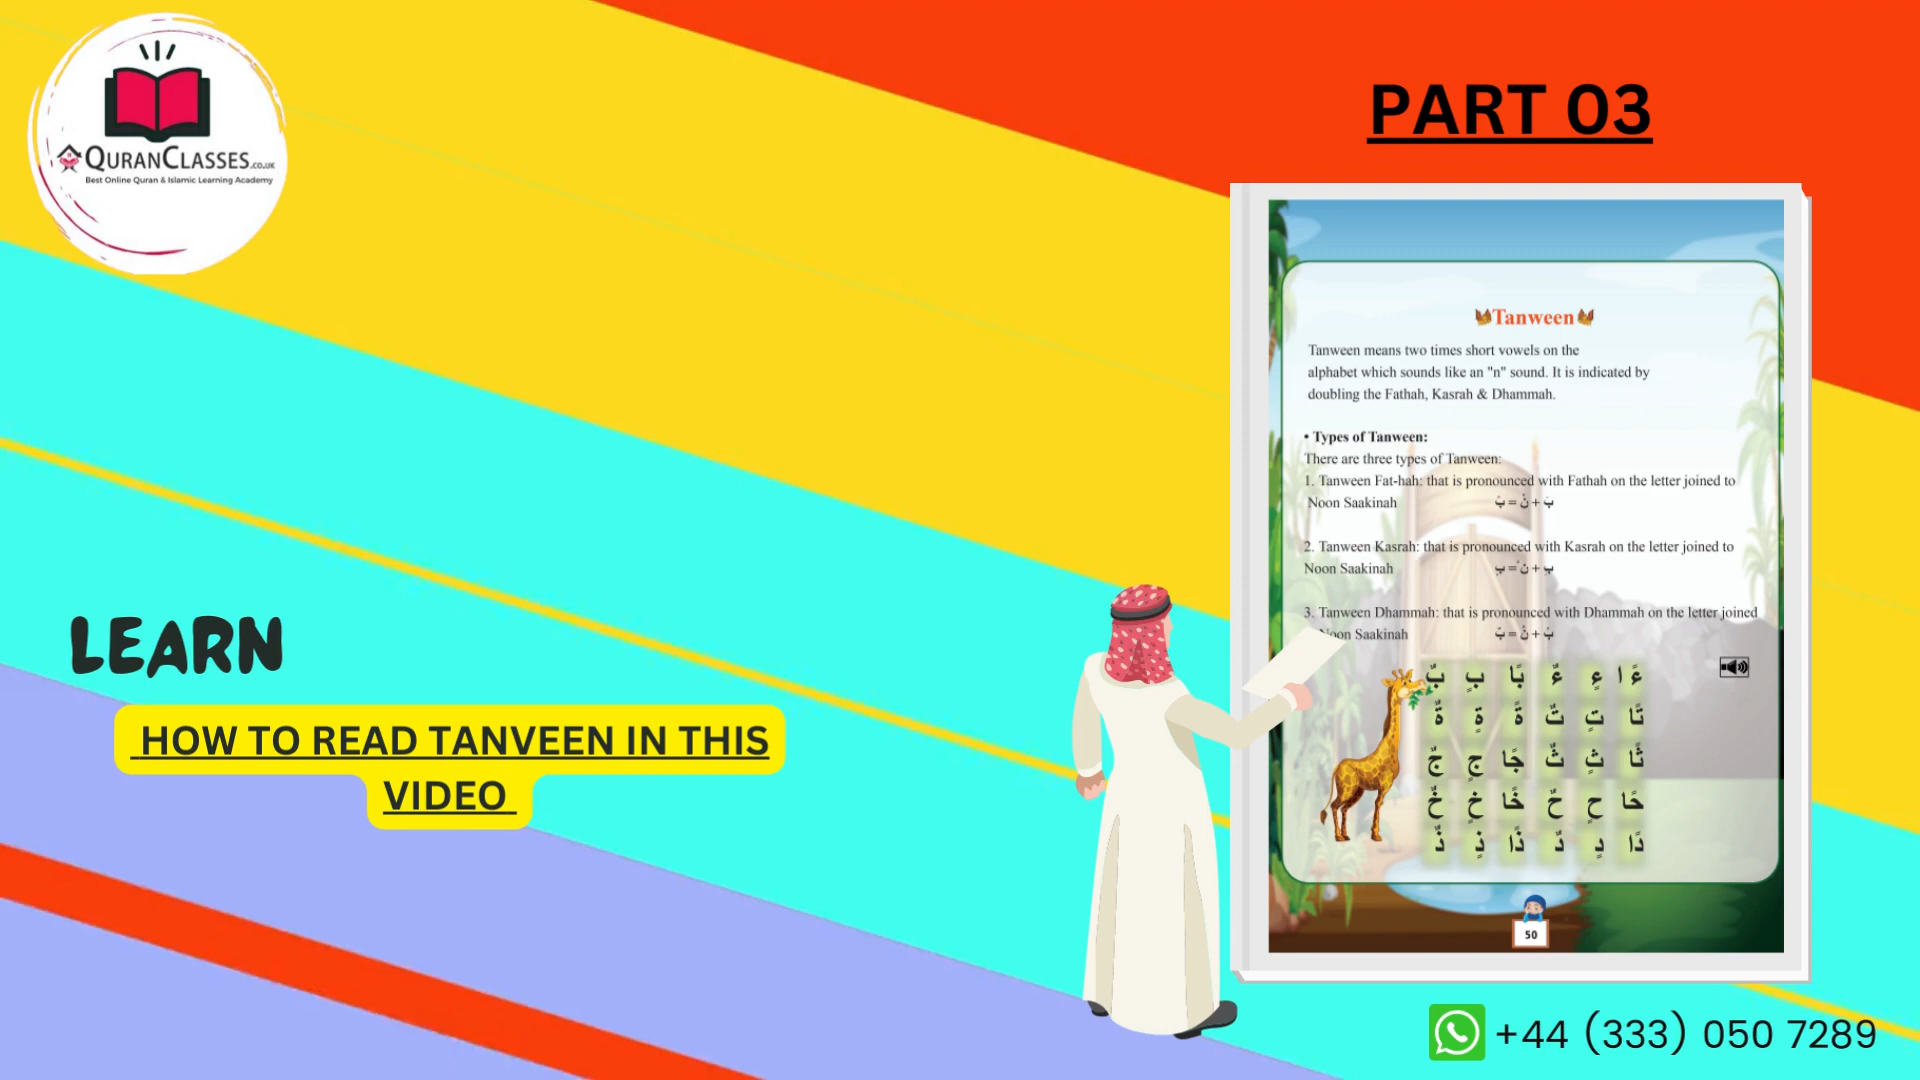 QURANCLASSES.CO.UK
Best Online Quran & Islamic Learning Academy
PART 03
LEARN
HOW TO READ TANVEEN IN THIS
VIDEO
Tanween
Tanween means two times short vowels on the
alphabet which sounds like an "n" sound. It is indicated by
doubling the Fathah, Kasrah & Dhammah.
• Types of Tanween:
There are three types of Tanween:
1. Tanween Fat-hah: that is pronounced with Fathah on the letter joined to
Noon Saakinah
2. Tanween Kasrah: that is pronounced with Kasrah on the letter joined to
Noon Saakinah
3. Tanween Dhammah: that is pronounced with Dhammah on the letter joined
Noon Saakinah
ءً ا ءٍ ءٌ بًا بٍ بٌ
تًا تٍ تٌ ةً ةٍ ةٌ
ثًا ثٍ ثٌ جًا جٍ جٌ
حًا حٍ حٌ خًا خٍ خٌ
دًا دٍ دٌ ذًا ذٍ ذٌ
50
+44 (333) 050 7289